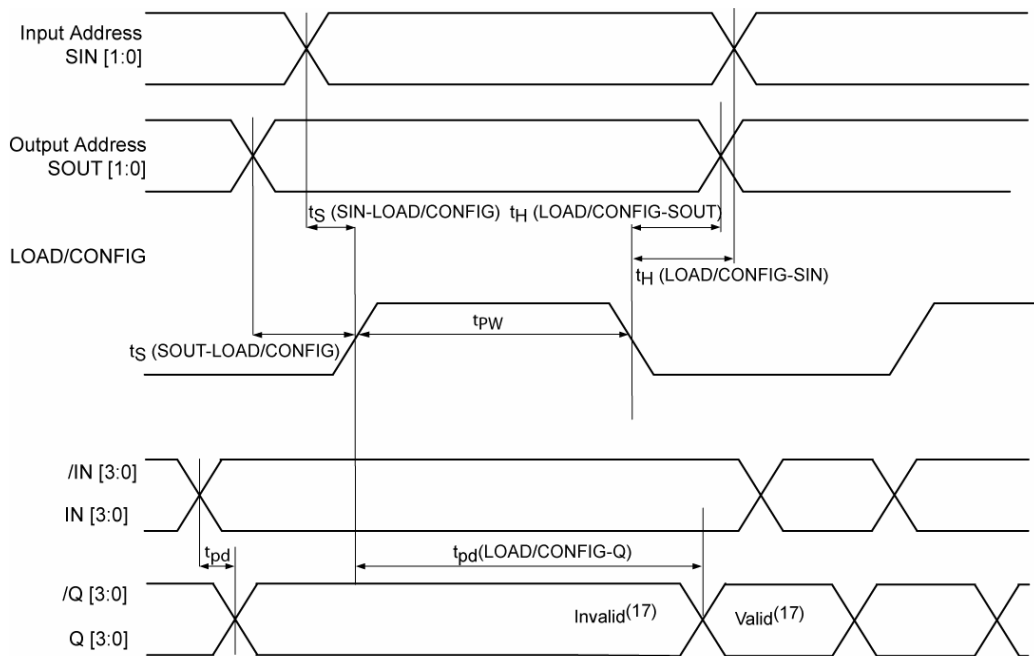 Input Address
SIN [1:0]
Output Address
SOUT [1:0]
tS (SIN-LOAD/CONFIG)
tH (LOAD/CONFIG-SOUT)
LOAD/CONFIG
tH (LOAD/CONFIG-SIN)
tPW
tS (SOUT-LOAD/CONFIG)
/IN [3:0]
IN [3:0]
tpd
tpd(LOAD/CONFIG-Q)
/Q [3:0]
Invalid(17)
Valid(17)
Q [3:0]